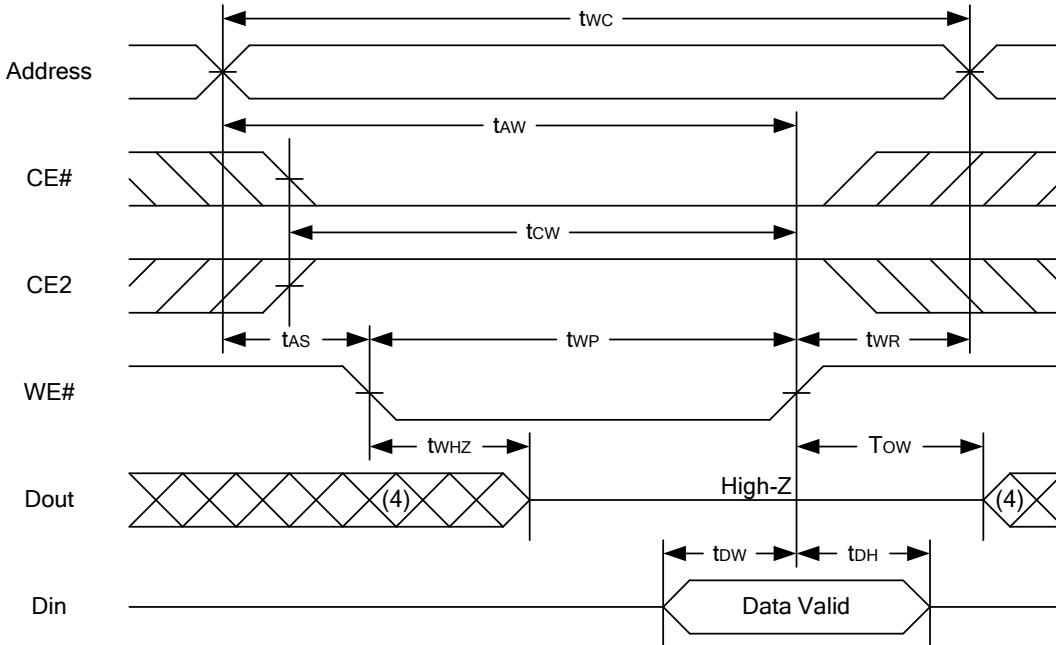 tWC
Address
tAW
CE#
tCW
CE2
tAS tWP tWR
WE#
tWHZ TOW
Dout (4) High-Z (4)
tDW tDH
Din Data Valid